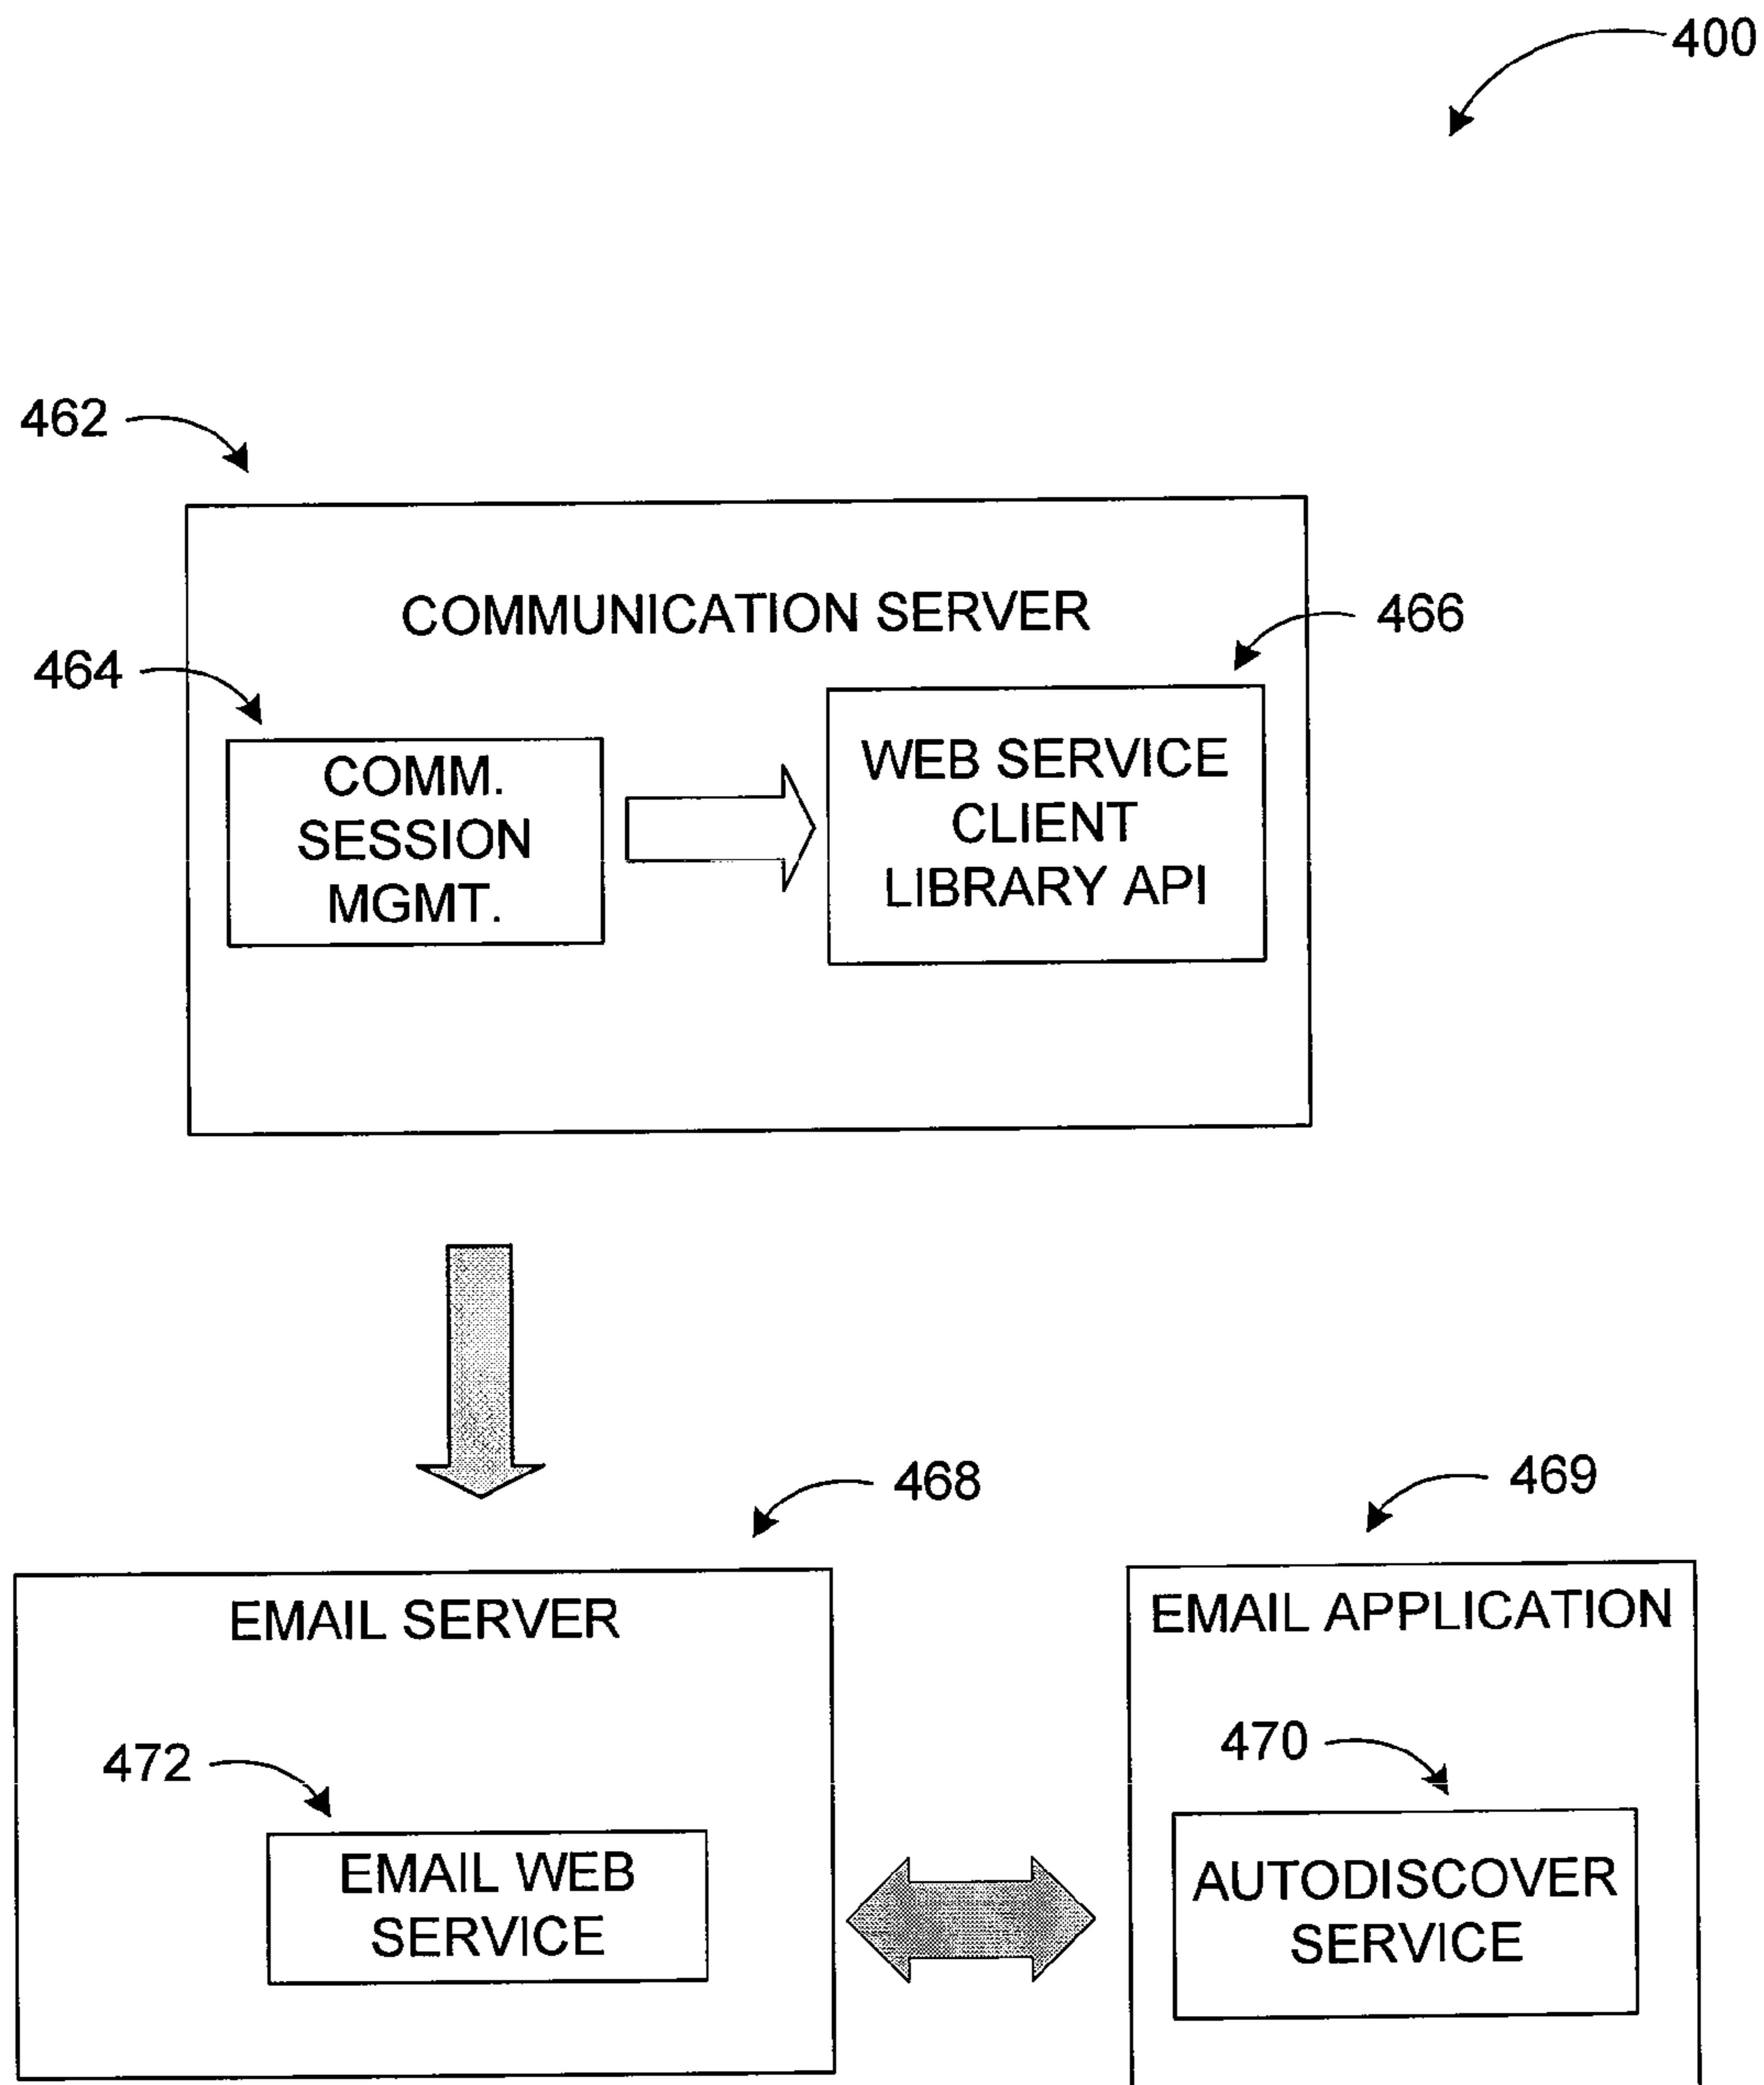 400
462
COMMUNICATION SERVER
466
464
COMM.
SESSION
MGMT.
WEB SERVICE
CLIENT
LIBRARY API
468
469
EMAIL SERVER
EMAIL APPLICATION
472
470
EMAIL WEB
SERVICE
AUTODISCOVER
SERVICE